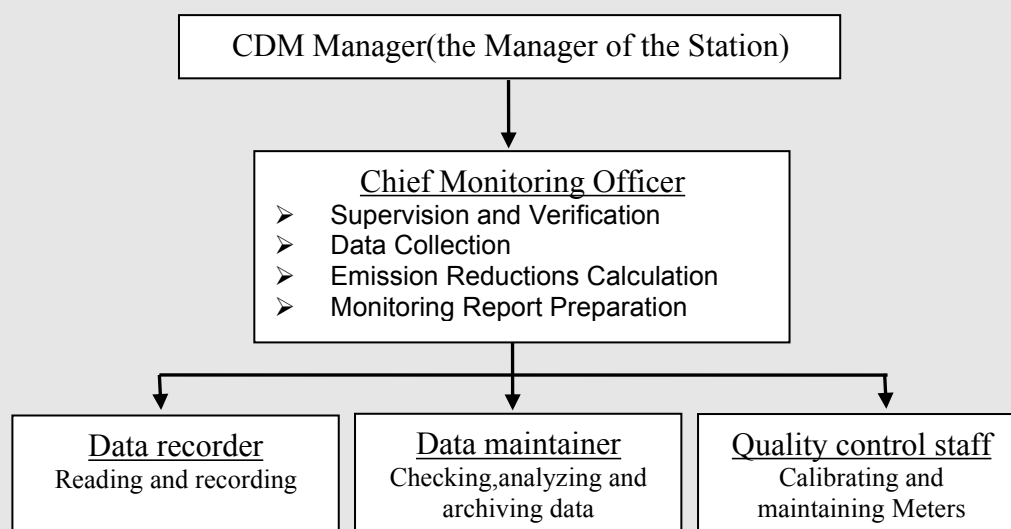 CDM Manager(the Manager of the Station)
Chief Monitoring Officer
➢ Supervision and Verification
➢ Data Collection
➢ Emission Reductions Calculation
➢ Monitoring Report Preparation
Data recorder
Reading and recording
Data maintainer
Checking,analyzing and
archiving data
Quality control staff
Calibrating and
maintaining Meters